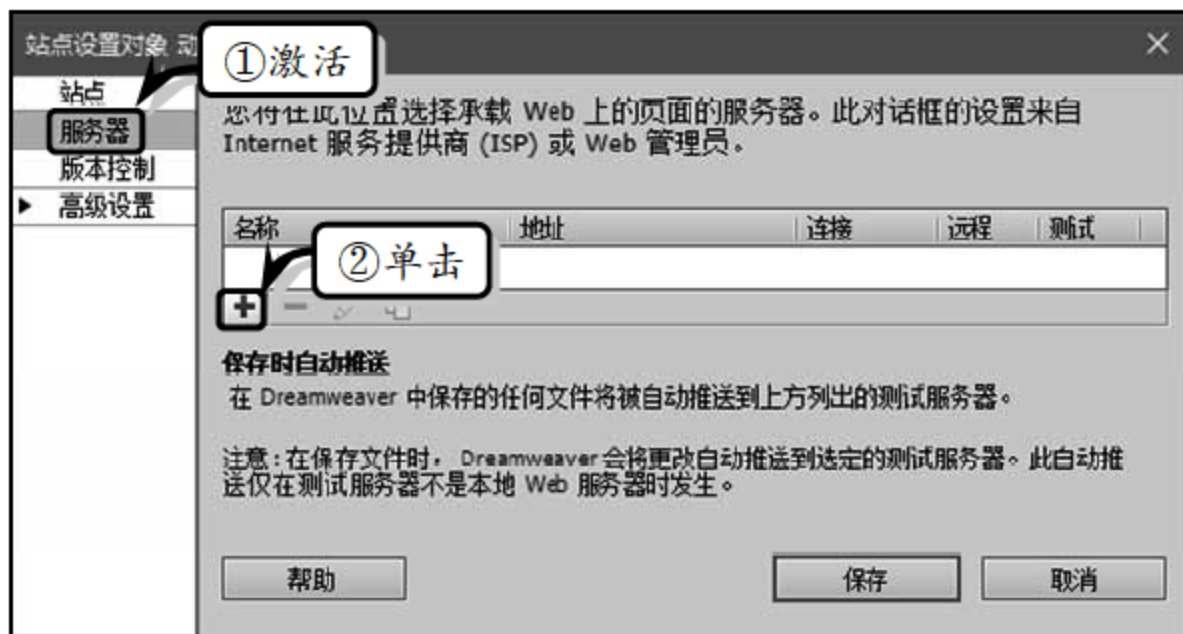 站点设置对象 动
①激活
站点
服务器
版本控制
高级设置
您将在此位置选择承载 Web 上的页面的服务器。此对话框的设置来自
Internet 服务提供商 (ISP) 或 Web 管理员。
名称 地址 连接 远程 测试
②单击
保存时自动推送
在 Dreamweaver 中保存的任何文件将被自动推送到上方列出的测试服务器。
注意:在保存文件时, Dreamweaver 会将更改自动推送到选定的测试服务器。此自动推
送仅在测试服务器不是本地 Web 服务器时发生。
帮助 保存 取消